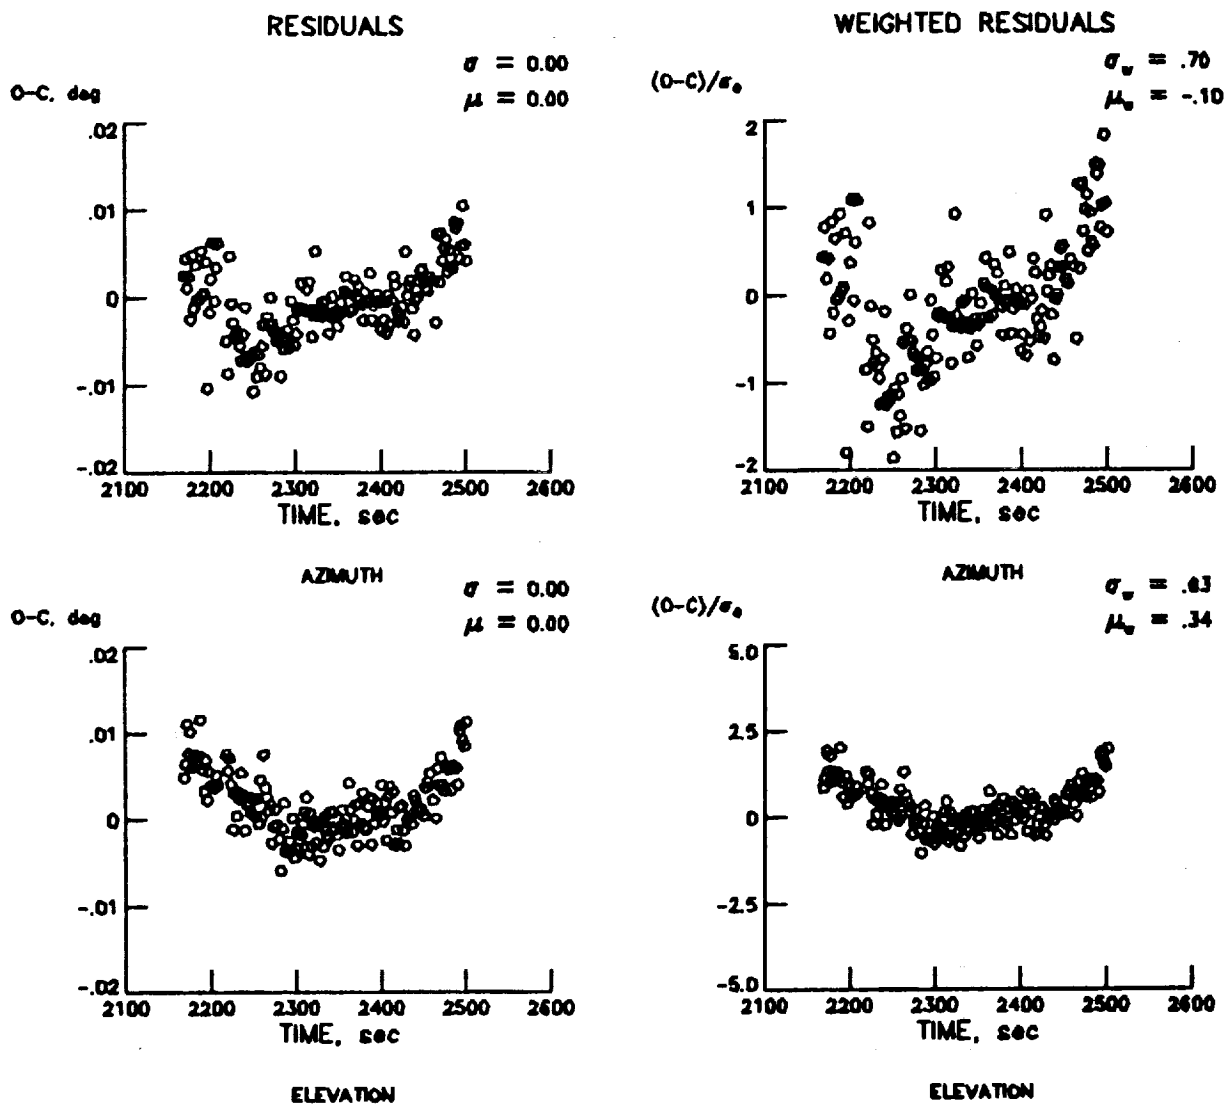 RESIDUALS
σ = 0.00
μ = 0.00
O-C, deg
.02
.01
0
-.01
-.02
2100 2200 2300 2400 2500 2600
TIME, sec
AZIMUTH
WEIGHTED RESIDUALS
σw = .70
μw = -.10
(O-C)/σo
2
1
0
-1
-2
2100 2200 2300 2400 2500 2600
TIME, sec
AZIMUTH
σ = 0.00
μ = 0.00
O-C, deg
.02
.01
0
-.01
-.02
2100 2200 2300 2400 2500 2600
TIME, sec
ELEVATION
σw =
μw = .34
(O-C)/σo
5.0
2.5
0
-2.5
-5.0
2100 2200 2300 2400 2500 2600
TIME, sec
ELEVATION